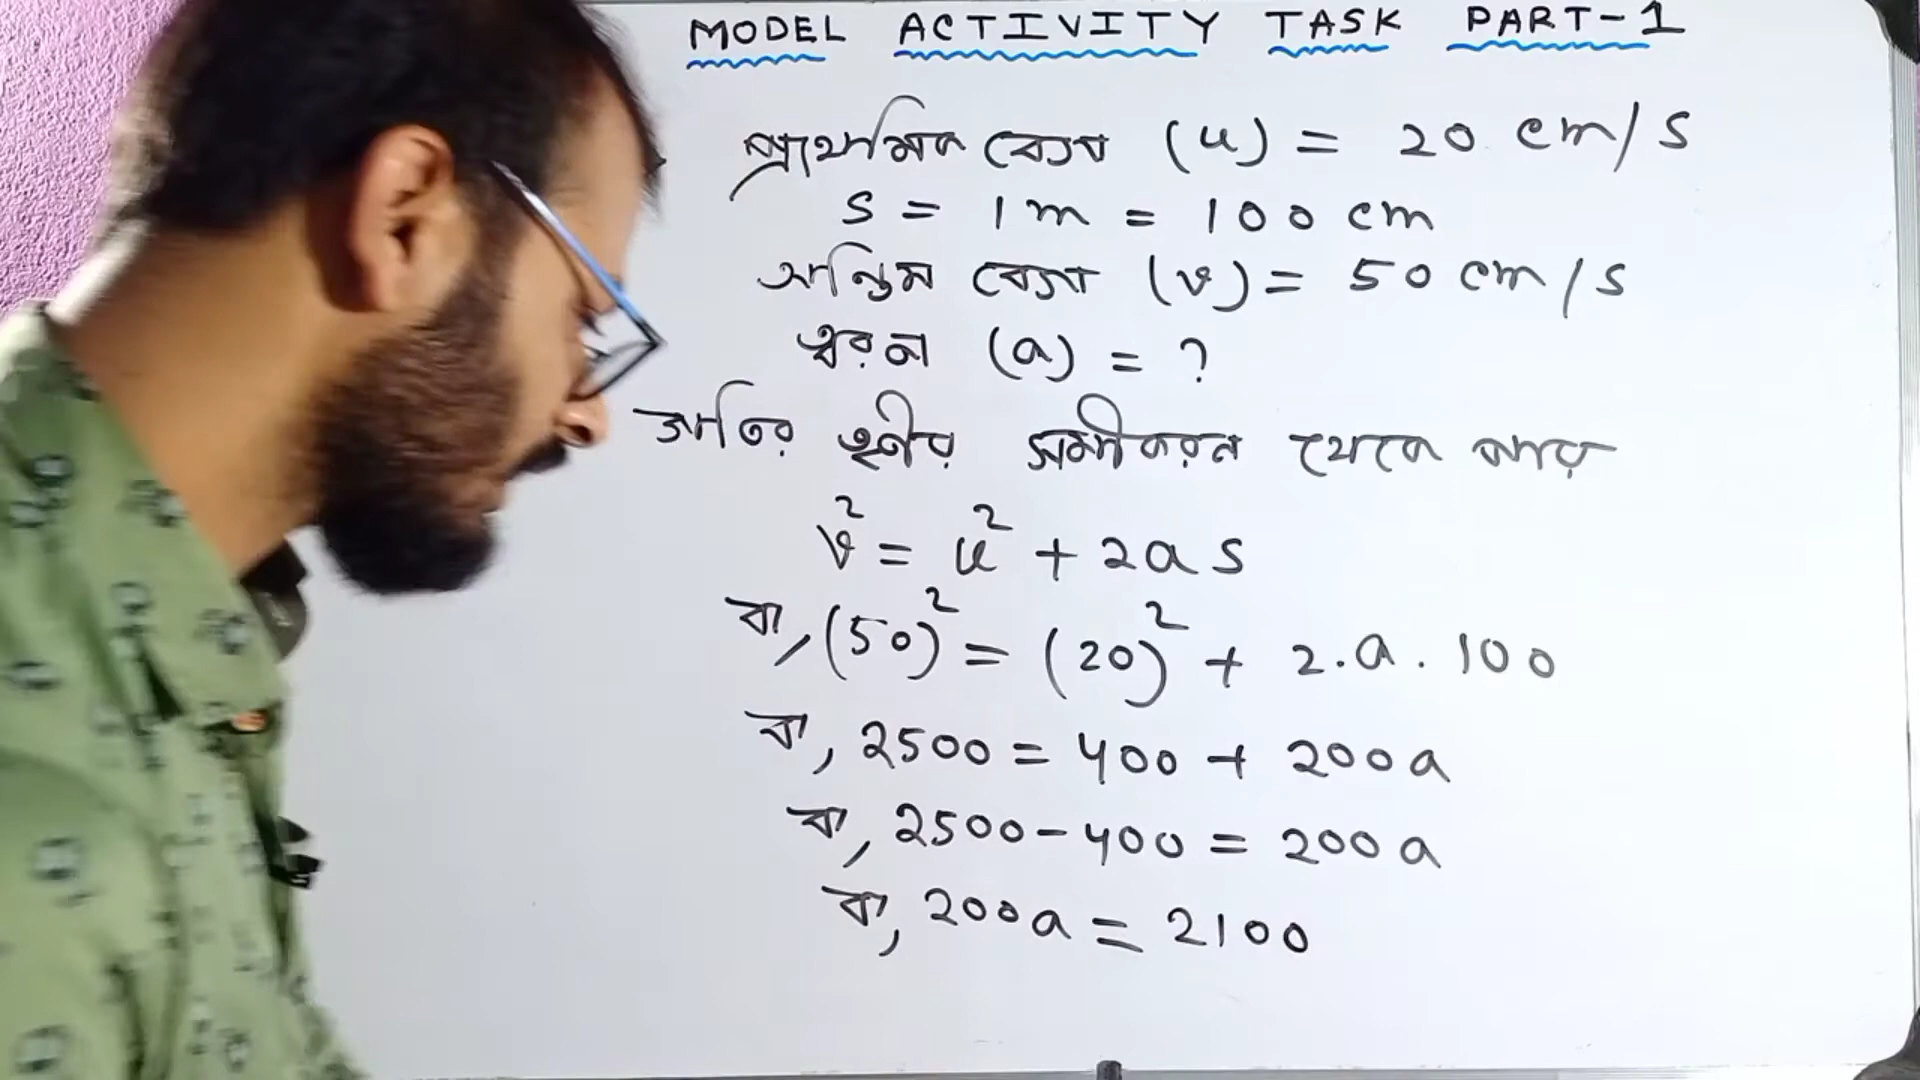 MODEL ACTIVITY TASK PART-1
প্রাথমিক বেগ (u) = 20 cm/s
s = 1m = 100 cm
অন্তিম বেগ (v) = 50 cm/s
ত্বরণ (a) = ?
গতির তৃতীয় সমীকরণ থেকে পাই
v² = u² + 2as
বা, (50)² = (20)² + 2.a.100
বা, 2500 = 400 + 200a
বা, 2500-400 = 200a
বা, 200a = 2100